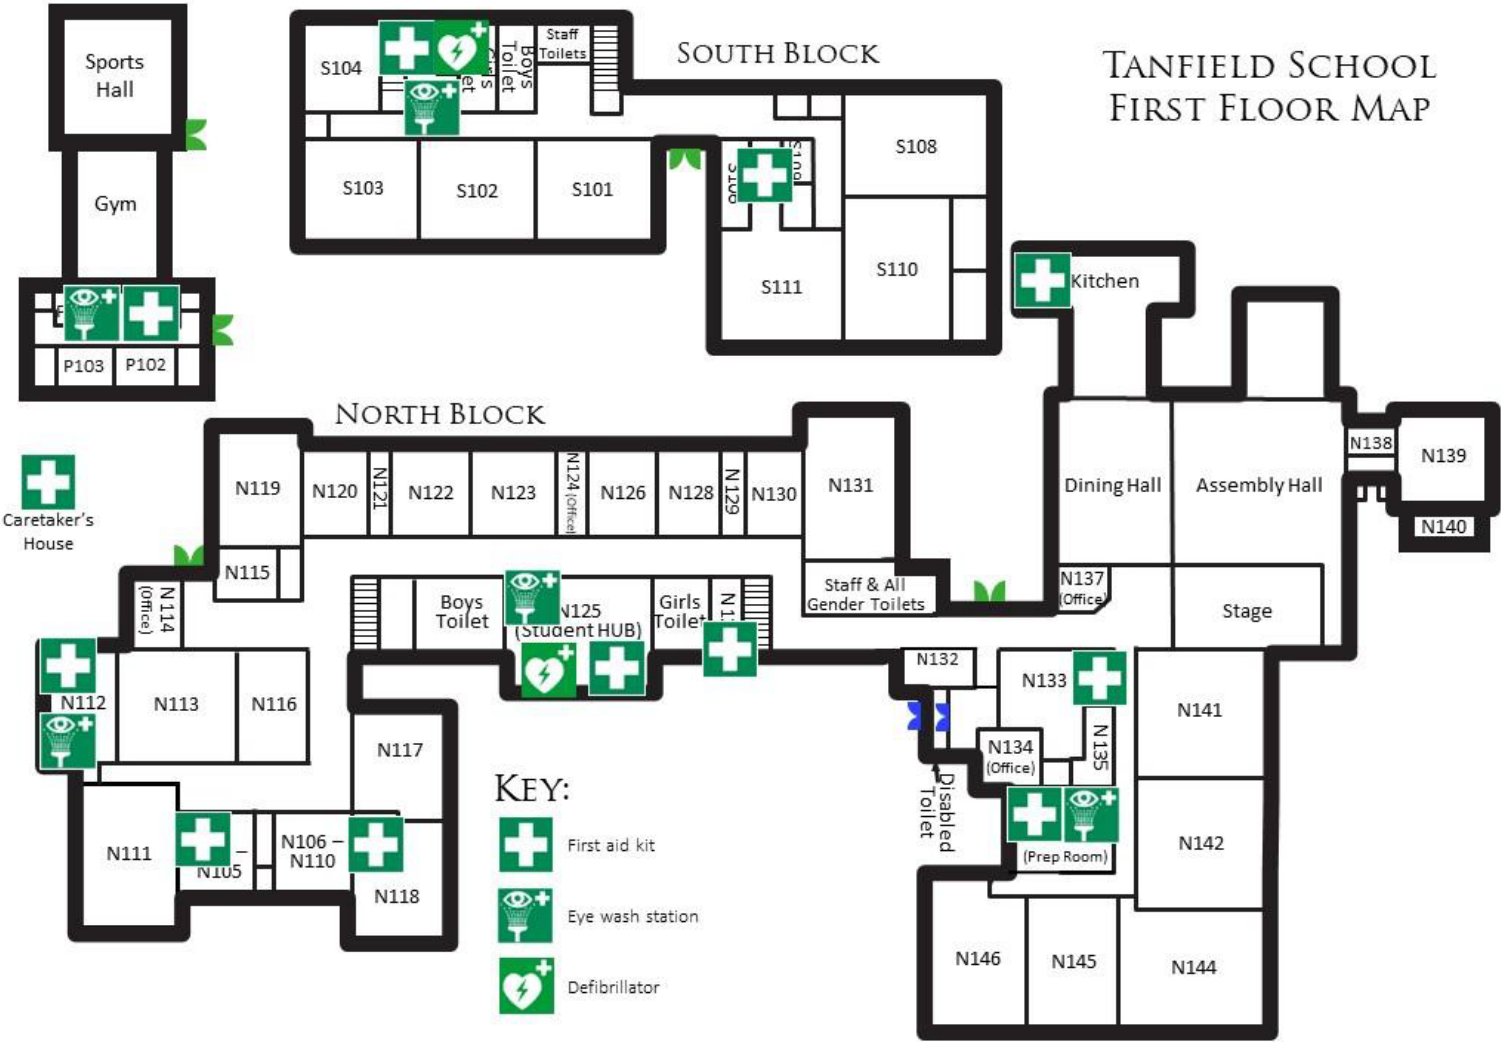 TANFIELD SCHOOL
FIRST FLOOR MAP
SOUTH BLOCK
Sports
Hall
Gym
P103
P102
S104
Boys
Toilet
Staff
Toilets
S103
S102
S101
S108
S110
S111
Kitchen
NORTH BLOCK
Caretaker's
House
N119
N120
N121
N122
N123
N124 (Office)
N126
N128
N129
N130
N131
Dining Hall
Assembly Hall
N138
N139
N140
N115
N114
(Office)
Boys
Toilet
N125
(Student HUB)
Girls
Toilet
Staff & All
Gender Toilets
N137
(Office)
Stage
N112
N113
N116
N117
N132
N133
N134
(Office)
N135
N141
Disabled
Toilet
(Prep Room)
N142
N111
N105
N106 –
N110
N118
N146
N145
N144
KEY:
First aid kit
Eye wash station
Defibrillator